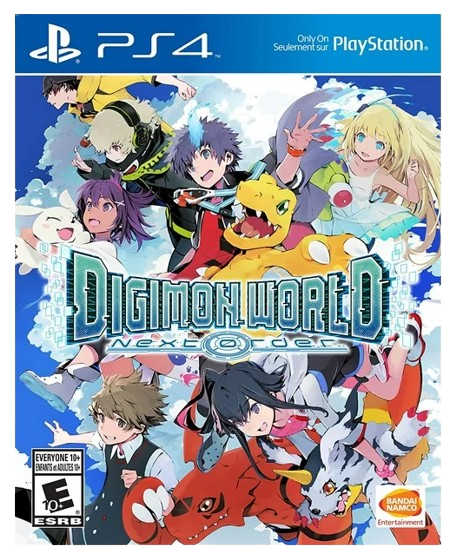 PS4™
Only On
Seulement sur
PlayStation®
DIGIMON WORLD
Next Order
EVERYONE 10+
ENFANTS et ADULTES 10+
E
10+
ESRB
BANDAI
NAMCO
Entertainment